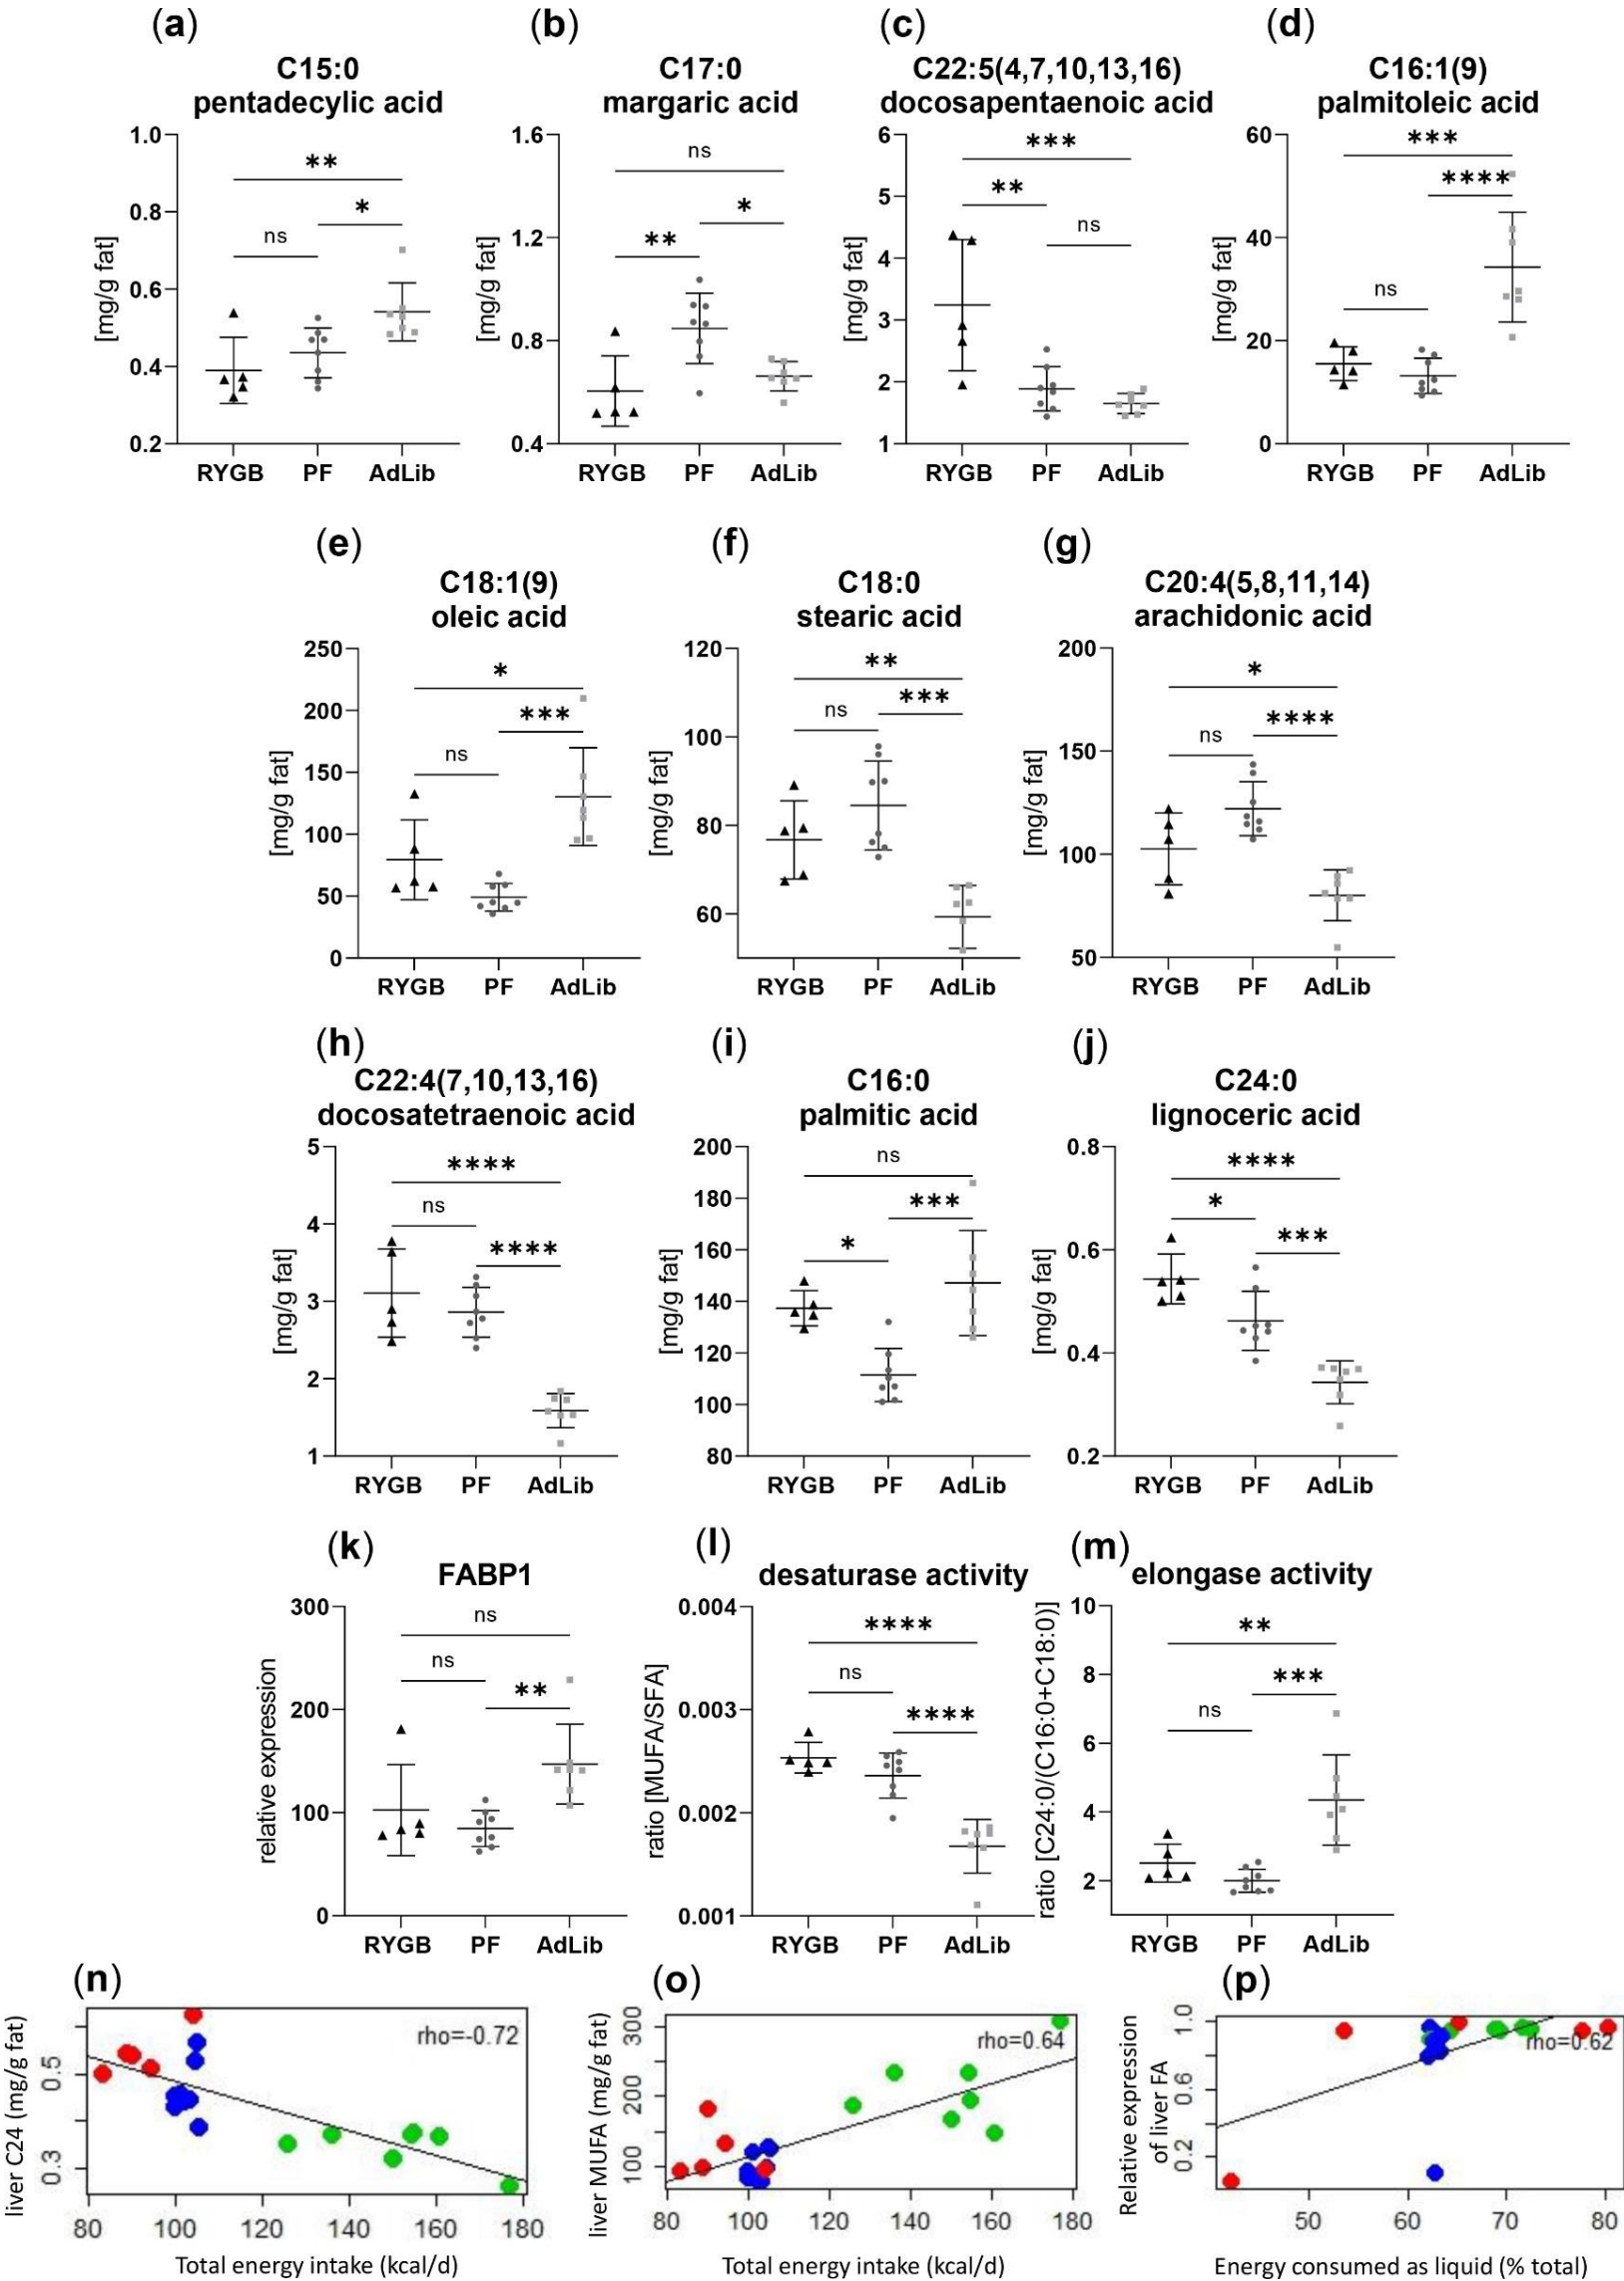 (a) (b) (c) (d)
C15:0 C17:0 C22:5(4,7,10,13,16) C16:1(9)
pentadecylic acid margaric acid docosapentaenoic acid palmitoleic acid
1.0 0.8 0.6 0.4 0.2
[mg/g fat]
** * ns
RYGB PF AdLib
1.6 1.2 0.8 0.4
[mg/g fat]
ns * **
RYGB PF AdLib
6 5 4 3 2 1
[mg/g fat]
*** ** ns
RYGB PF AdLib
60 40 20 0
[mg/g fat]
*** **** ns
RYGB PF AdLib
(e) (f) (g)
C18:1(9) C18:0 C20:4(5,8,11,14)
oleic acid stearic acid arachidonic acid
250 200 150 100 50 0
[mg/g fat]
* *** ns
RYGB PF AdLib
120 100 80 60
[mg/g fat]
** *** ns
RYGB PF AdLib
200 150 100 50
[mg/g fat]
* **** ns
RYGB PF AdLib
(h) (i) (j)
C22:4(7,10,13,16) C16:0 C24:0
docosatetraenoic acid palmitic acid lignoceric acid
5 4 3 2 1
[mg/g fat]
**** ns ****
RYGB PF AdLib
200 180 160 140 120 100 80
[mg/g fat]
ns *** *
RYGB PF AdLib
0.8 0.6 0.4 0.2
[mg/g fat]
**** * ***
RYGB PF AdLib
(k) (l) (m)
FABP1 desaturase activity elongase activity
300 200 100 0
relative expression
ns ns **
RYGB PF AdLib
0.004 0.003 0.002 0.001
ratio [MUFA/SFA]
**** ns ****
RYGB PF AdLib
10 8 6 4 2
ratio [C24:0/(C16:0+C18:0)]
** *** ns
RYGB PF AdLib
(n) (o) (p)
liver C24 (mg/g fat)
0.5 0.3
rho=-0.72
80 100 120 140 160 180
Total energy intake (kcal/d)
liver MUFA (mg/g fat)
300 200 100
rho=0.64
80 100 120 140 160 180
Total energy intake (kcal/d)
Relative expression
of liver FA
1.0 0.6 0.2
rho=0.62
50 60 70 80
Energy consumed as liquid (% total)